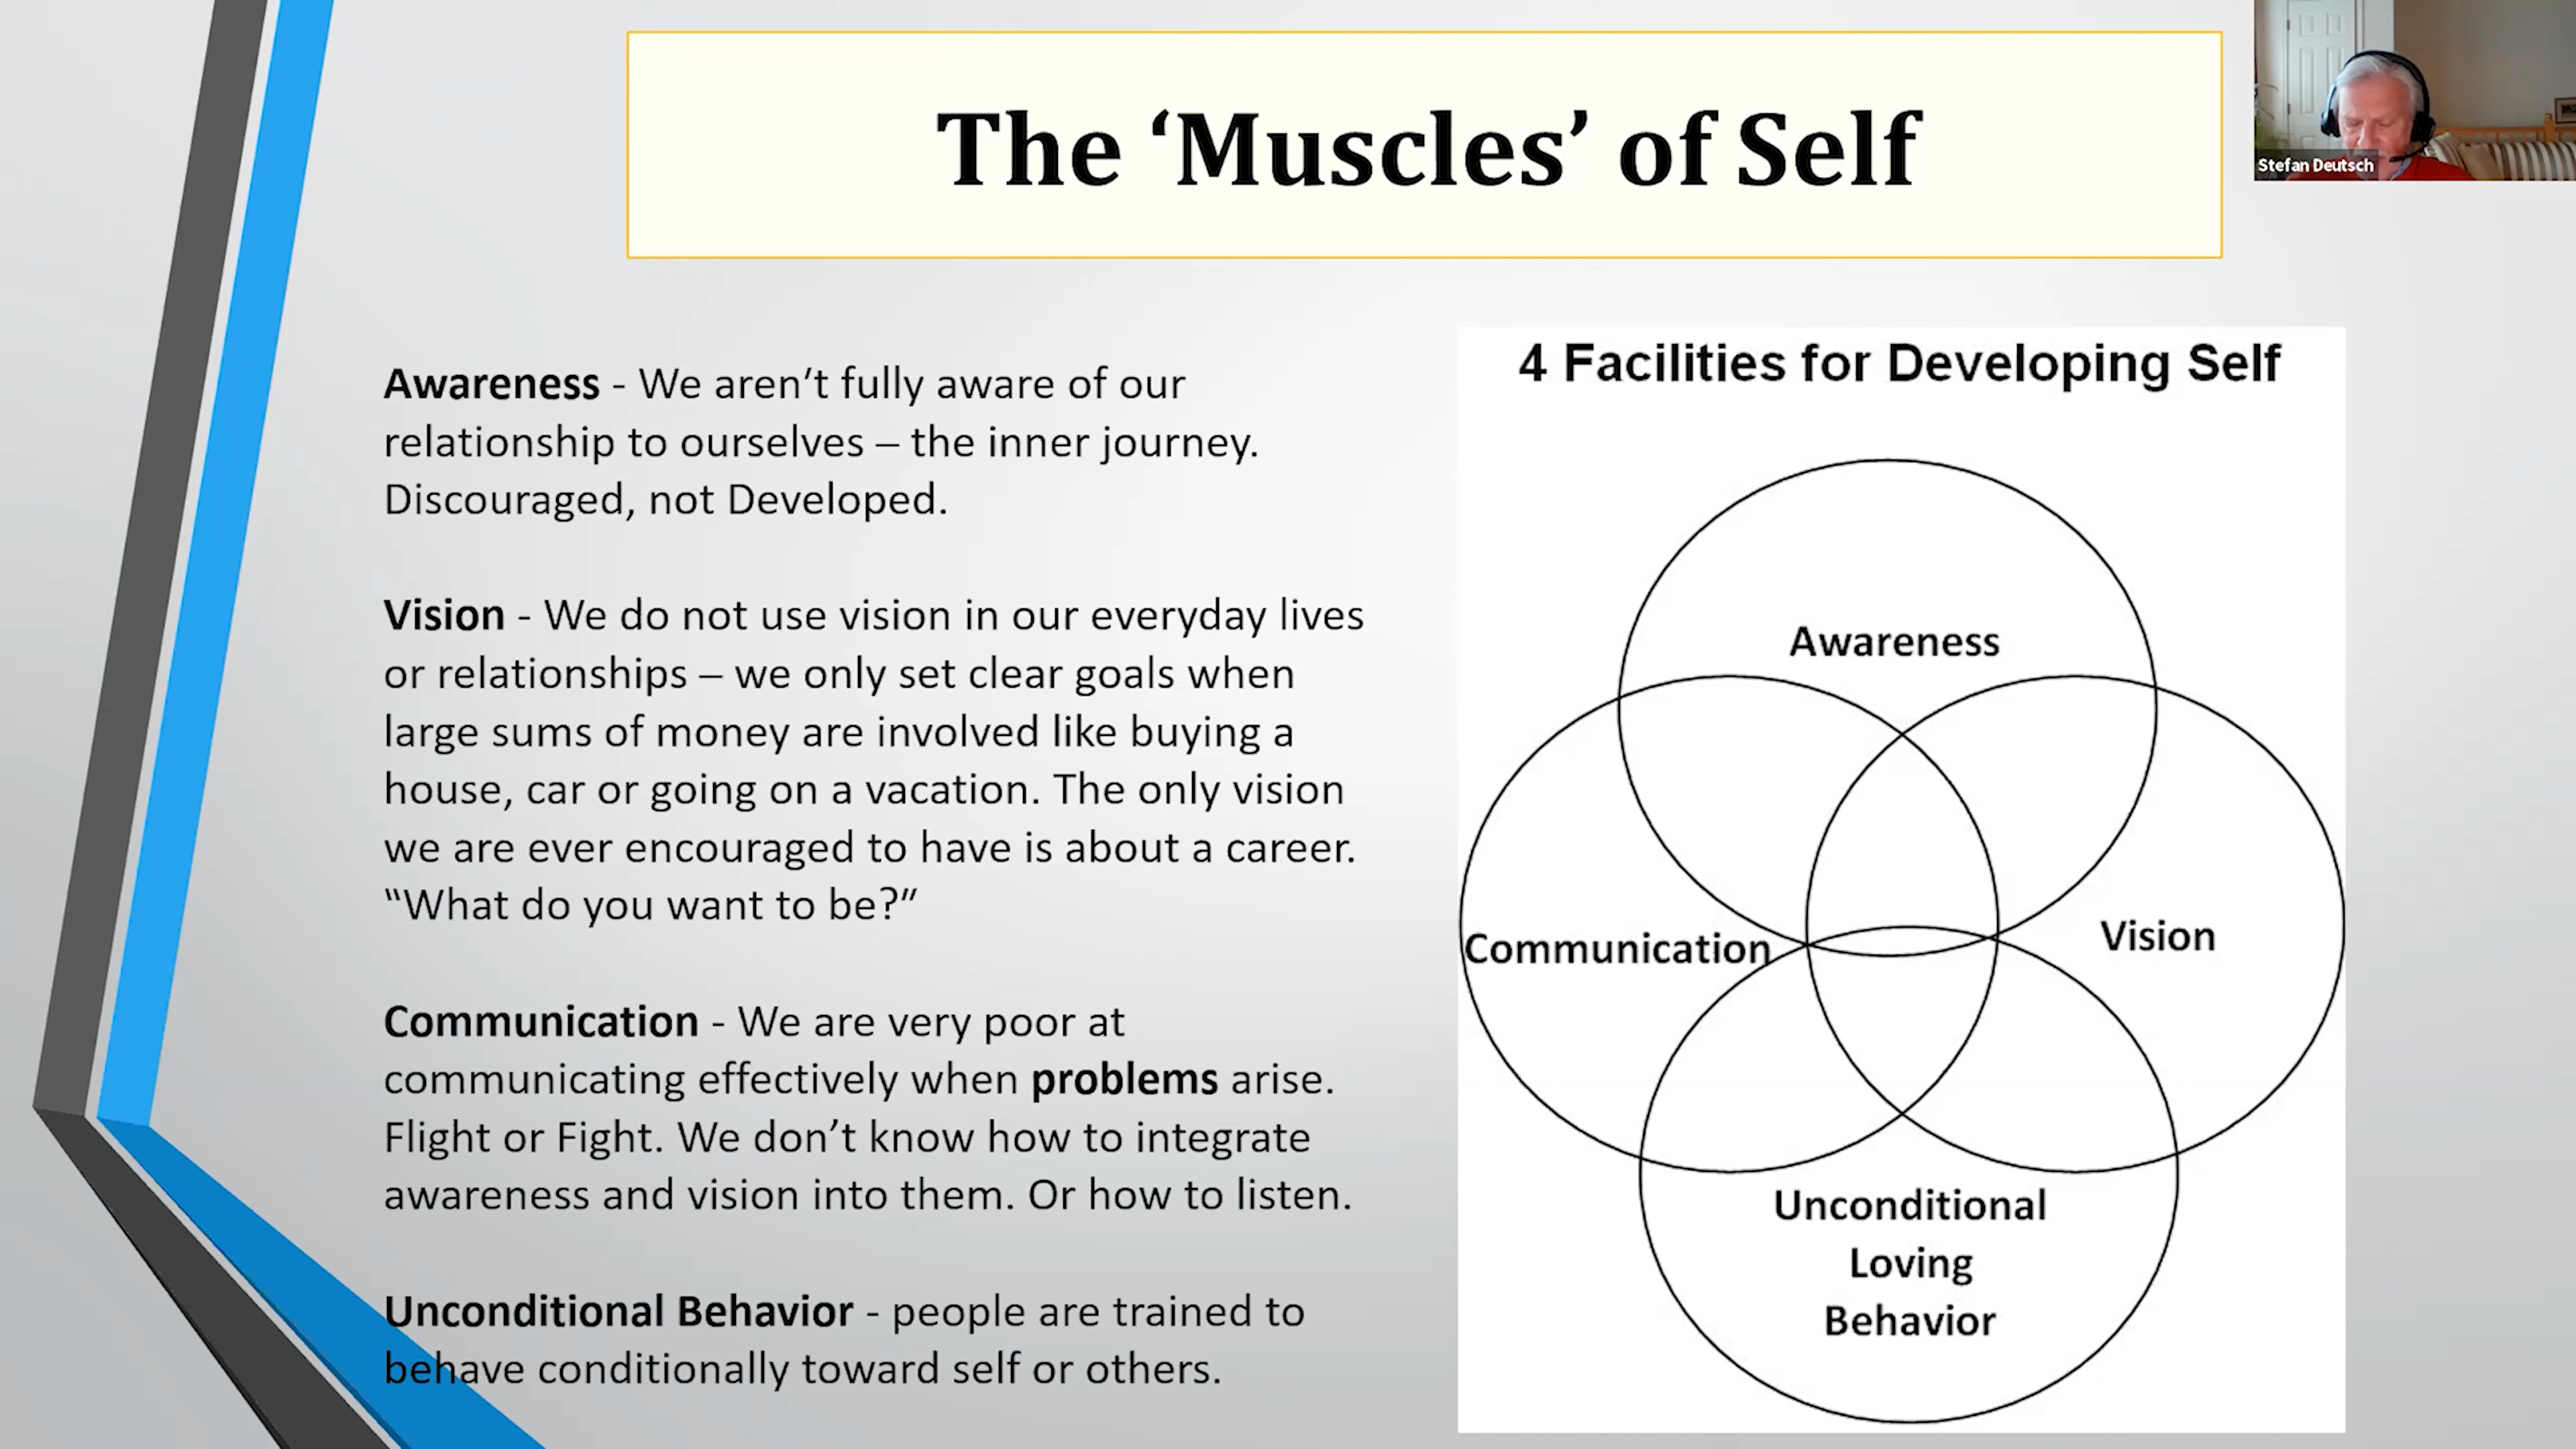 The ‘Muscles’ of Self
Stefan Deutsch
Awareness - We aren’t fully aware of our
relationship to ourselves – the inner journey.
Discouraged, not Developed.
Vision - We do not use vision in our everyday lives
or relationships – we only set clear goals when
large sums of money are involved like buying a
house, car or going on a vacation. The only vision
we are ever encouraged to have is about a career.
“What do you want to be?”
Communication - We are very poor at
communicating effectively when problems arise.
Flight or Fight. We don’t know how to integrate
awareness and vision into them. Or how to listen.
Unconditional Behavior - people are trained to
behave conditionally toward self or others.
4 Facilities for Developing Self
Awareness
Communication
Vision
Unconditional
Loving
Behavior